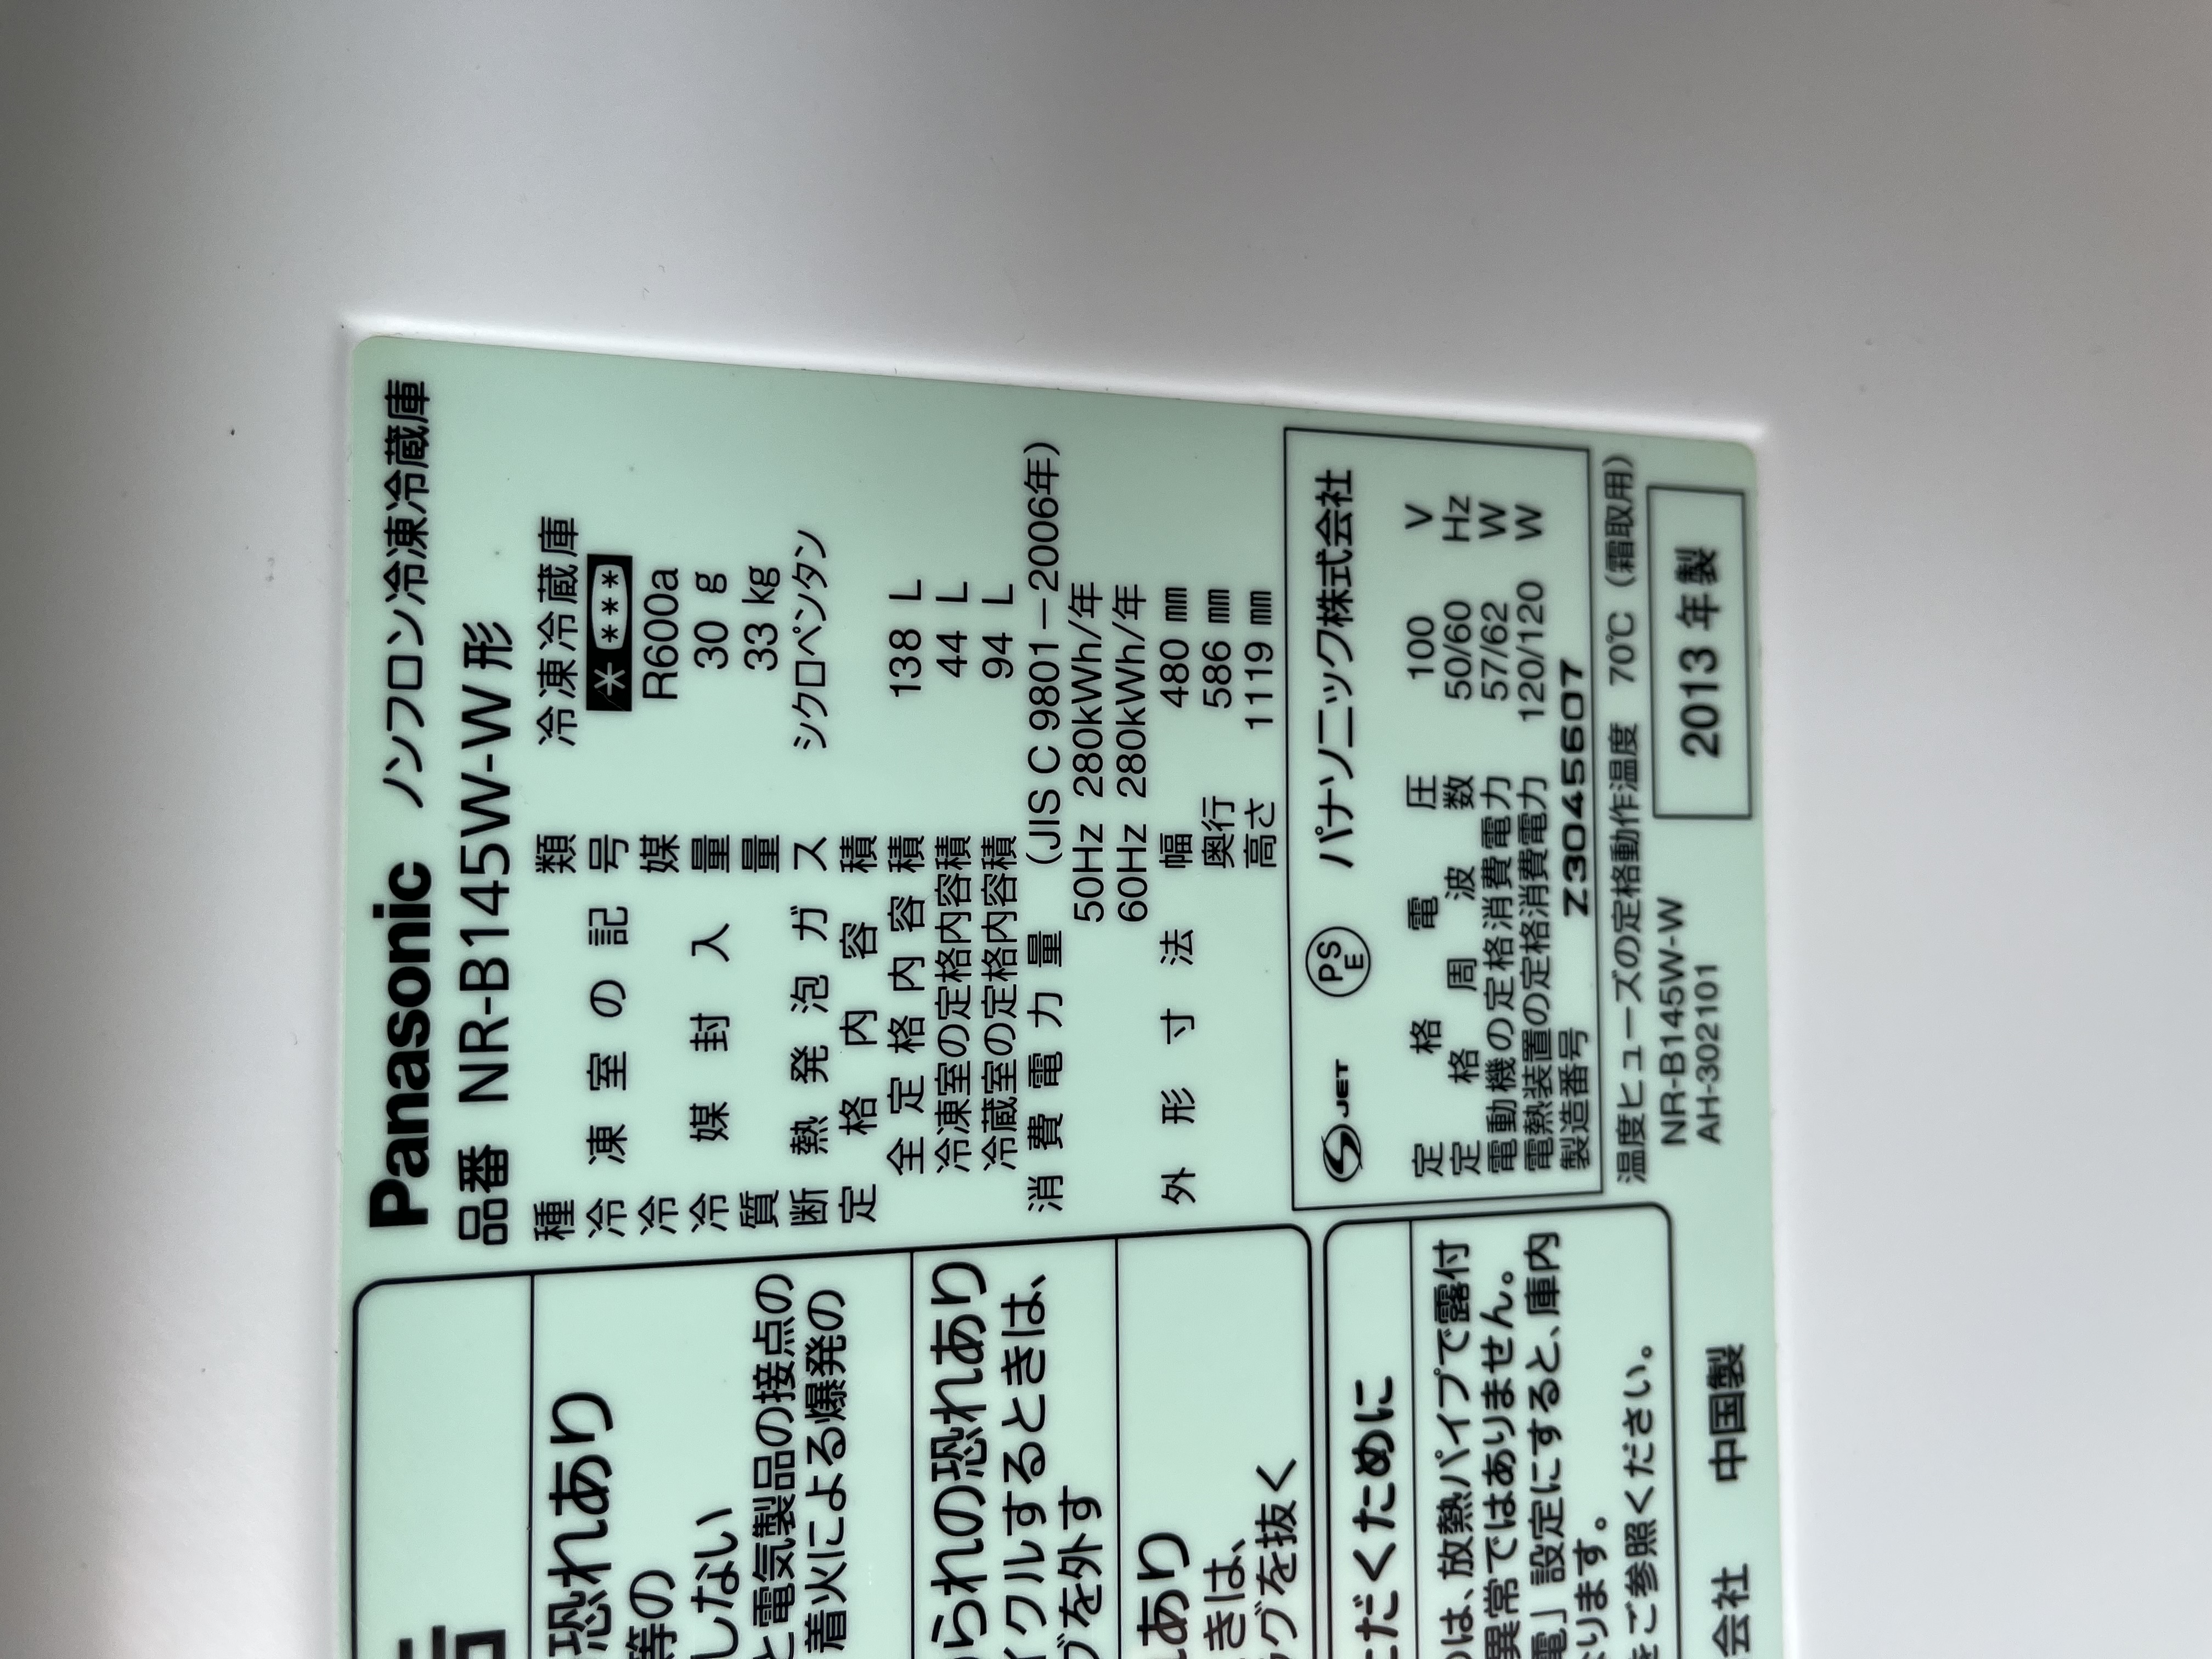 Panasonic ノンフロン冷凍冷蔵庫
品番 NR-B145W-W形
種類 冷凍冷蔵庫
冷凍室の記号 ＊＊＊＊
冷媒 R600a
冷媒封入量 30 g
質量 33 kg
断熱発泡ガス シクロペンタン
定格内容積
全定格内容積 138 L
冷凍室の定格内容積 44 L
冷蔵室の定格内容積 94 L
消費電力量 (JIS C 9801－2006年)
50Hz 280kWh/年
60Hz 280kWh/年
外形寸法 幅 480 mm
奥行 586 mm
高さ 1119 mm
S JET PSE パナソニック株式会社
定格電圧 100 V
定格周波数 50/60 Hz
電動機の定格消費電力 57/62 W
電熱装置の定格消費電力 120/120 W
製造番号 Z3045607
温度ヒューズの定格動作温度 70℃（霜取用）
NR-B145W-W
AH-302101
2013 年製
恐れあり
等の
しない
と電気製品の接点の
着火による爆発の
られの恐れあり
イクルするときは、
を外す
あり
きは、
グを抜く
ただくために
のは、放熱パイプで露付
異常ではありません。
電」設定にすると、庫内
なります。
をご参照ください。
会社 中国製